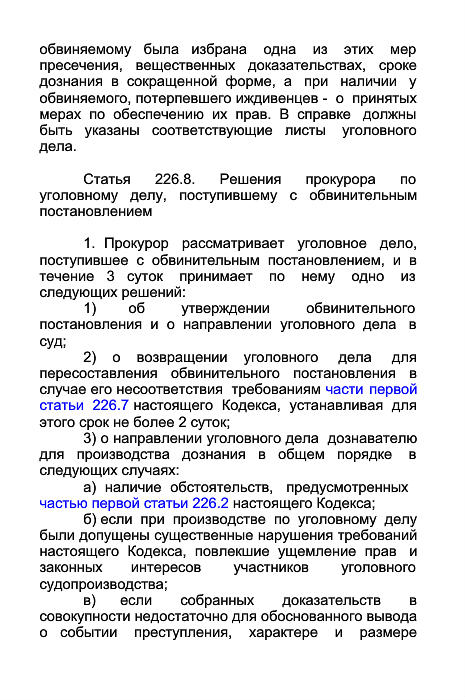 обвиняемому была избрана одна из этих мер
пресечения, вещественных доказательствах, сроке
дознания в сокращенной форме, а при наличии у
обвиняемого, потерпевшего иждивенцев - о принятых
мерах по обеспечению их прав. В справке должны
быть указаны соответствующие листы уголовного
дела.
Статья 226.8. Решения прокурора по
уголовному делу, поступившему с обвинительным
постановлением
1. Прокурор рассматривает уголовное дело,
поступившее с обвинительным постановлением, и в
течение 3 суток принимает по нему одно из
следующих решений:
1) об утверждении обвинительного
постановления и о направлении уголовного дела в
суд;
2) о возвращении уголовного дела для
пересоставления обвинительного постановления в
случае его несоответствия требованиям части первой
статьи 226.7 настоящего Кодекса, устанавливая для
этого срок не более 2 суток;
3) о направлении уголовного дела дознавателю
для производства дознания в общем порядке в
следующих случаях:
а) наличие обстоятельств, предусмотренных
частью первой статьи 226.2 настоящего Кодекса;
б) если при производстве по уголовному делу
были допущены существенные нарушения требований
настоящего Кодекса, повлекшие ущемление прав и
законных интересов участников уголовного
судопроизводства;
в) если собранных доказательств в
совокупности недостаточно для обоснованного вывода
о событии преступления, характере и размере